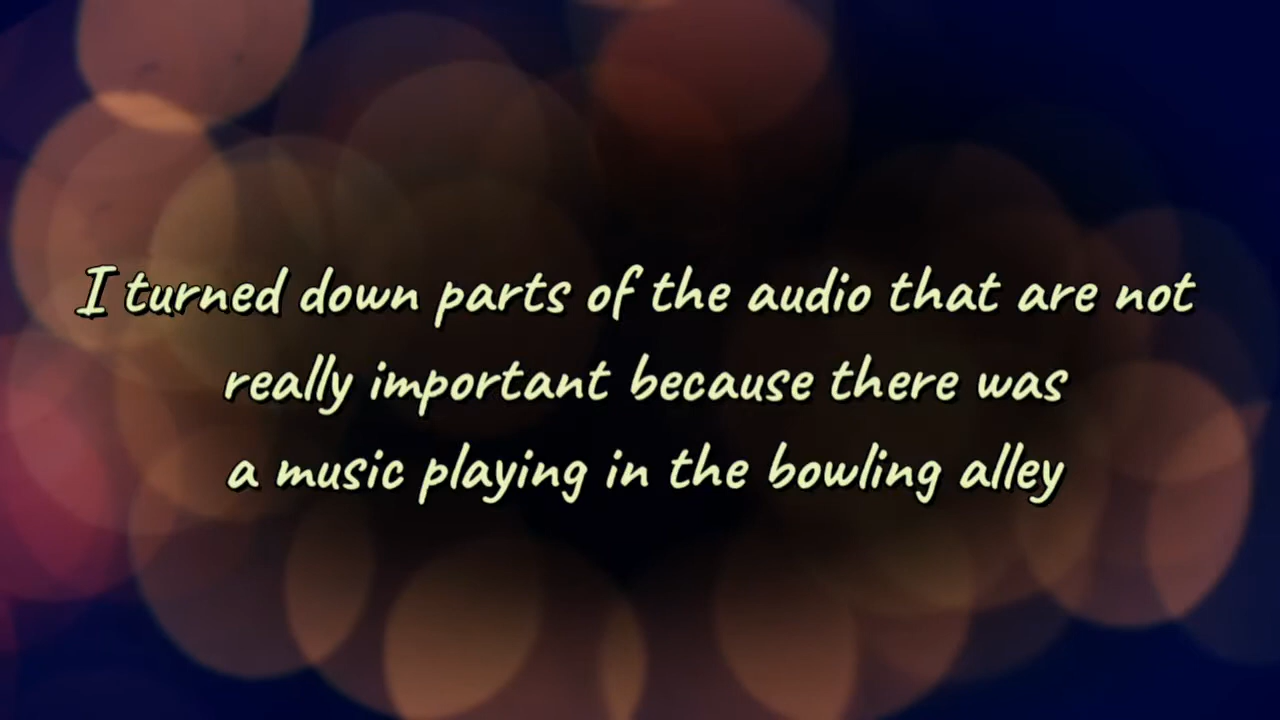 I turned down parts of the audio that are not
really important because there was
a music playing in the bowling alley